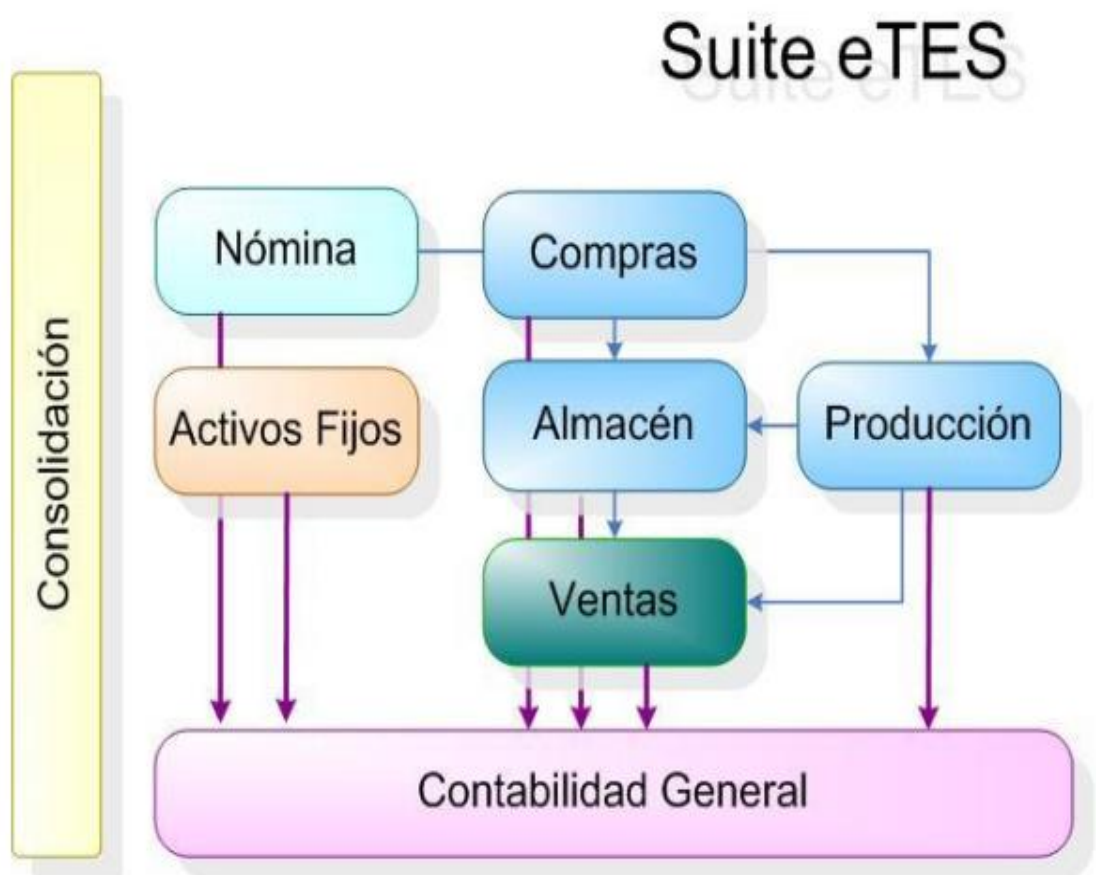 Suite eTES
Consolidación
Nómina
Compras
Activos Fijos
Almacén
Producción
Ventas
Contabilidad General